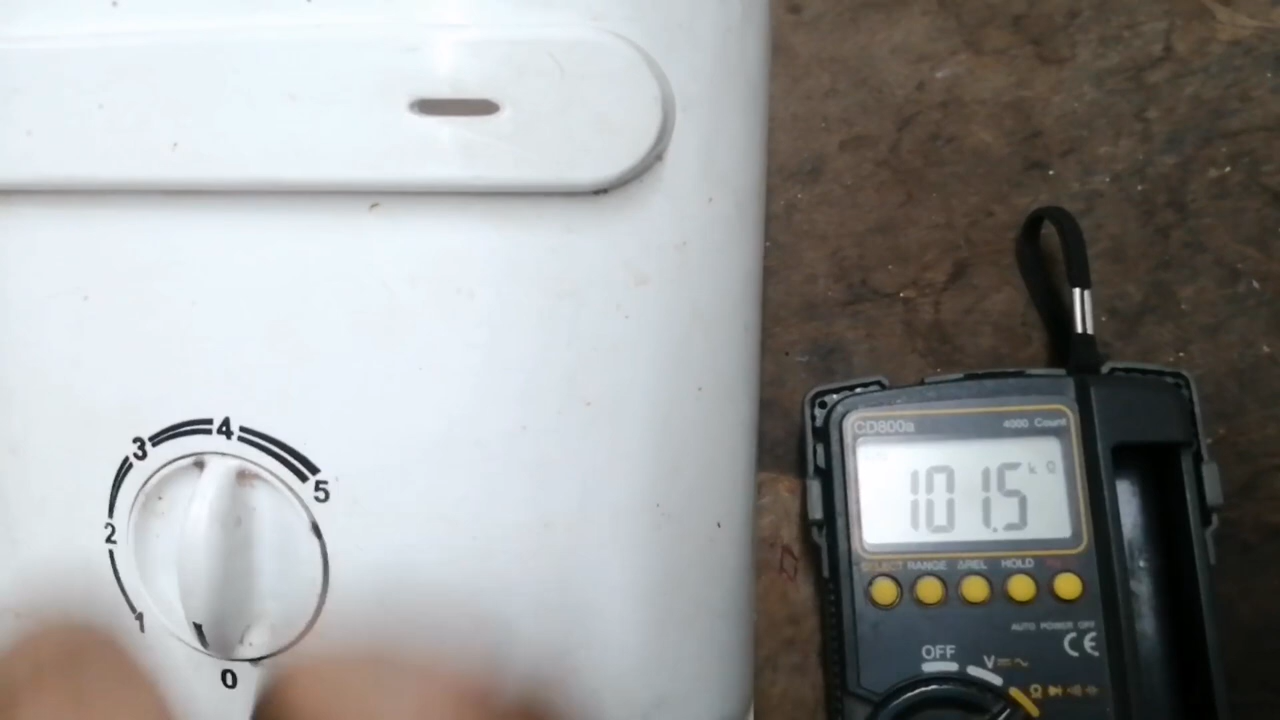 4
3
5
2
1
0
CD800a 4000 Count
101.5 k Ω
SELECT RANGE ΔREL HOLD
AUTO POWER OFF
CE
OFF
V
Ω